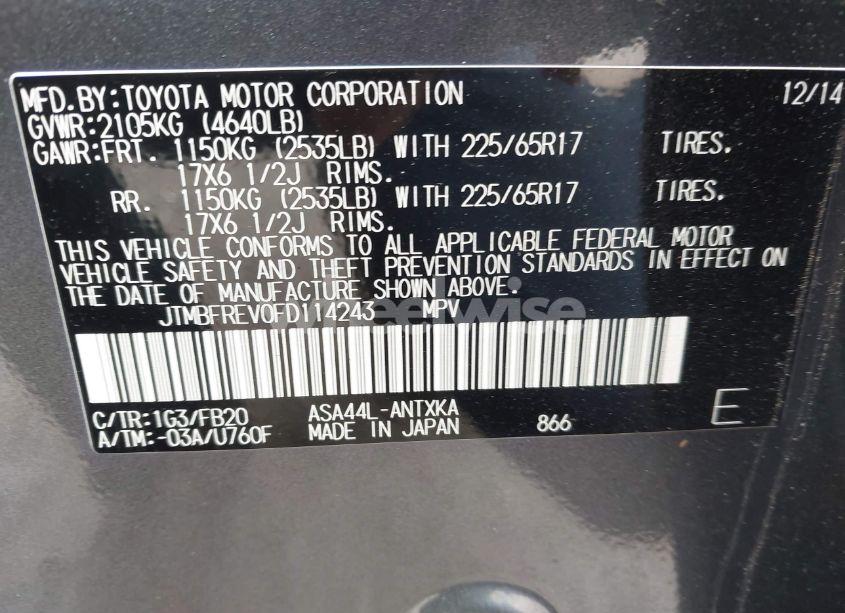 MFD.BY:TOYOTA MOTOR CORPORATION 12/14
GVWR:2105KG (4640LB)
GAWR:FRT. 1150KG (2535LB) WITH 225/65R17 TIRES.
17X6 1/2J RIMS.
RR. 1150KG (2535LB) WITH 225/65R17 TIRES.
17X6 1/2J RIMS.
THIS VEHICLE CONFORMS TO ALL APPLICABLE FEDERAL MOTOR
VEHICLE SAFETY AND THEFT PREVENTION STANDARDS IN EFFECT ON
THE DATE OF MANUFACTURE SHOWN ABOVE.
JTMBFREV0FD114243 MPV
wheelwise
C/TR:1G3/FB20 ASA44L-ANTXKA
A/TM:-03A/U760F MADE IN JAPAN 866 E